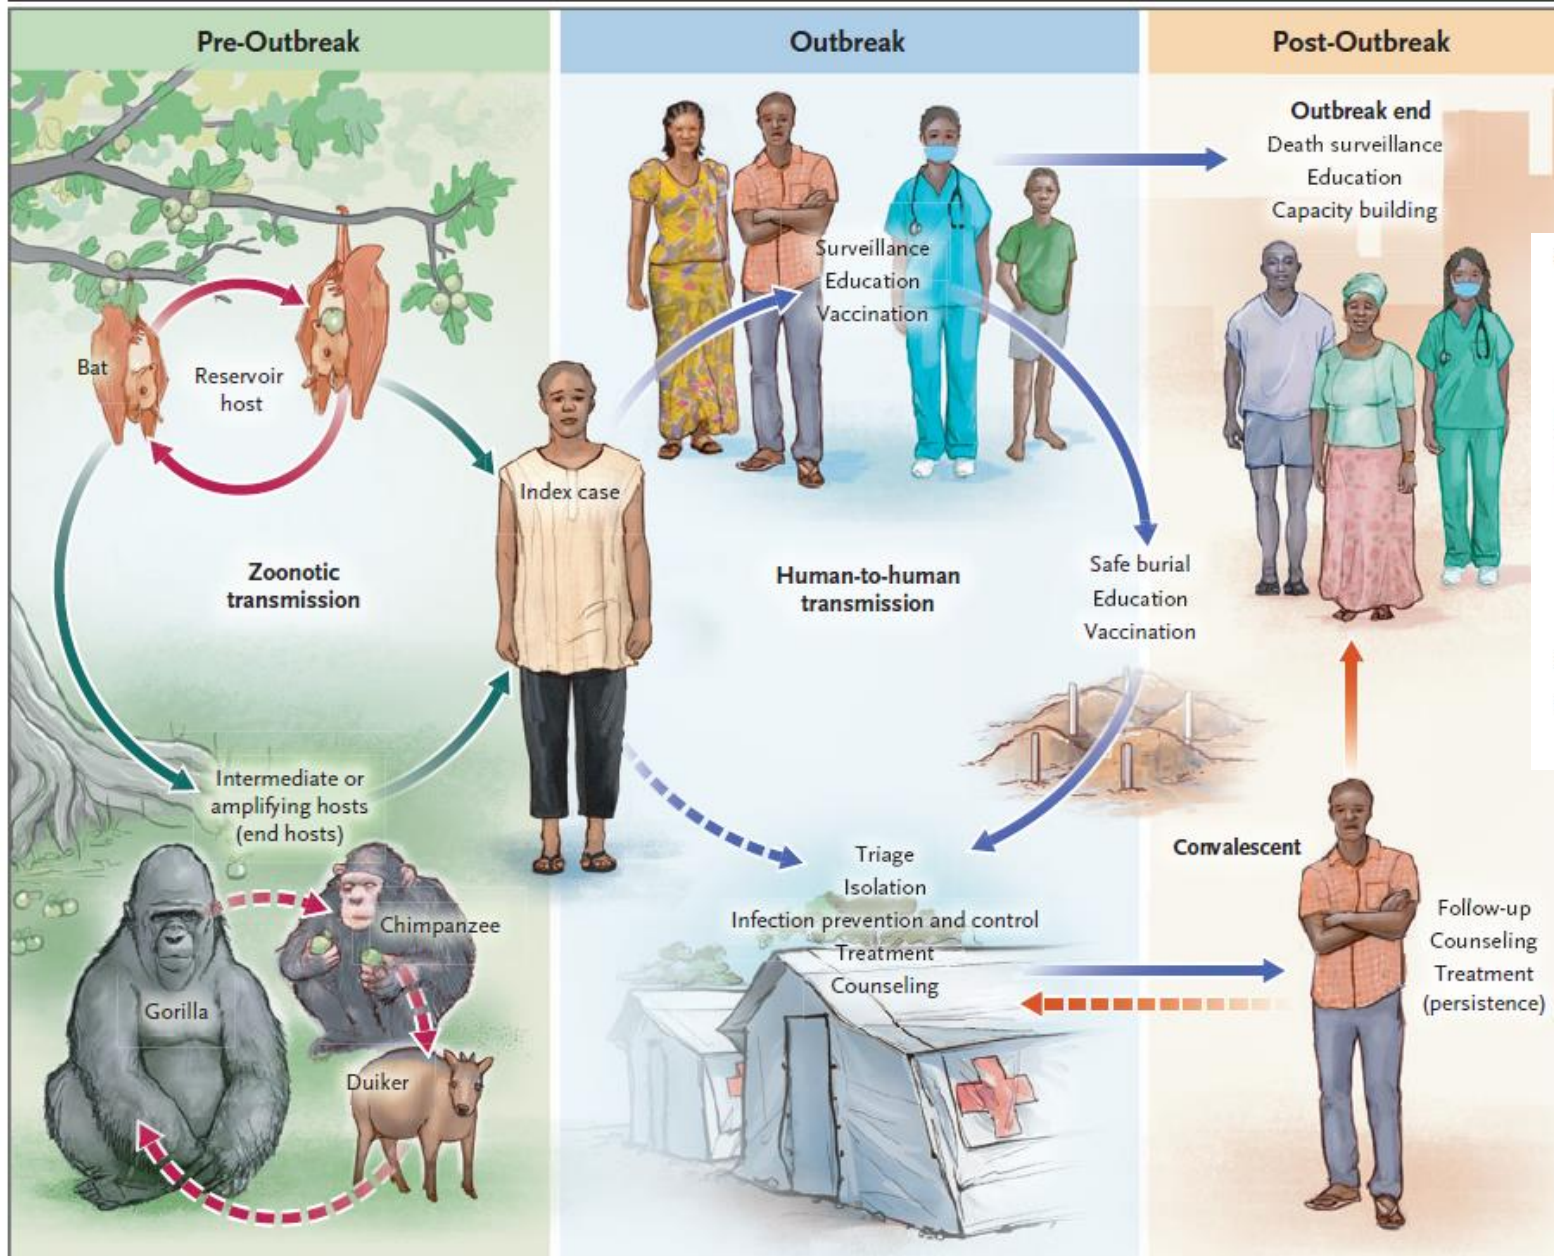 Pre-Outbreak
Outbreak
Post-Outbreak
Bat
Reservoir
host
Zoonotic
transmission
Index case
Intermediate or
amplifying hosts
(end hosts)
Gorilla
Chimpanzee
Duiker
Surveillance
Education
Vaccination
Human-to-human
transmission
Safe burial
Education
Vaccination
Triage
Isolation
Infection prevention and control
Treatment
Counseling
Outbreak end
Death surveillance
Education
Capacity building
Convalescent
Follow-up
Counseling
Treatment
(persistence)